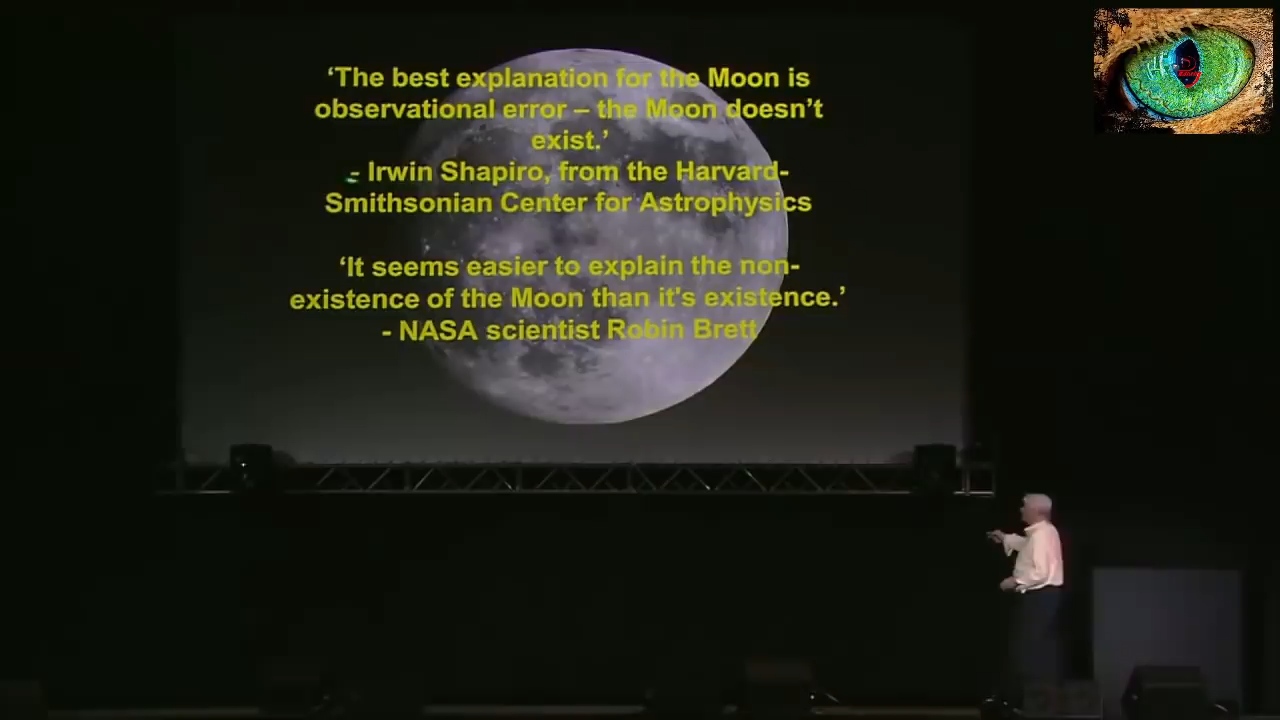 ‘The best explanation for the Moon is
observational error – the Moon doesn’t
exist.’
- Irwin Shapiro, from the Harvard-
Smithsonian Center for Astrophysics
‘It seems easier to explain the non-
existence of the Moon than it's existence.’
- NASA scientist Robin Brett